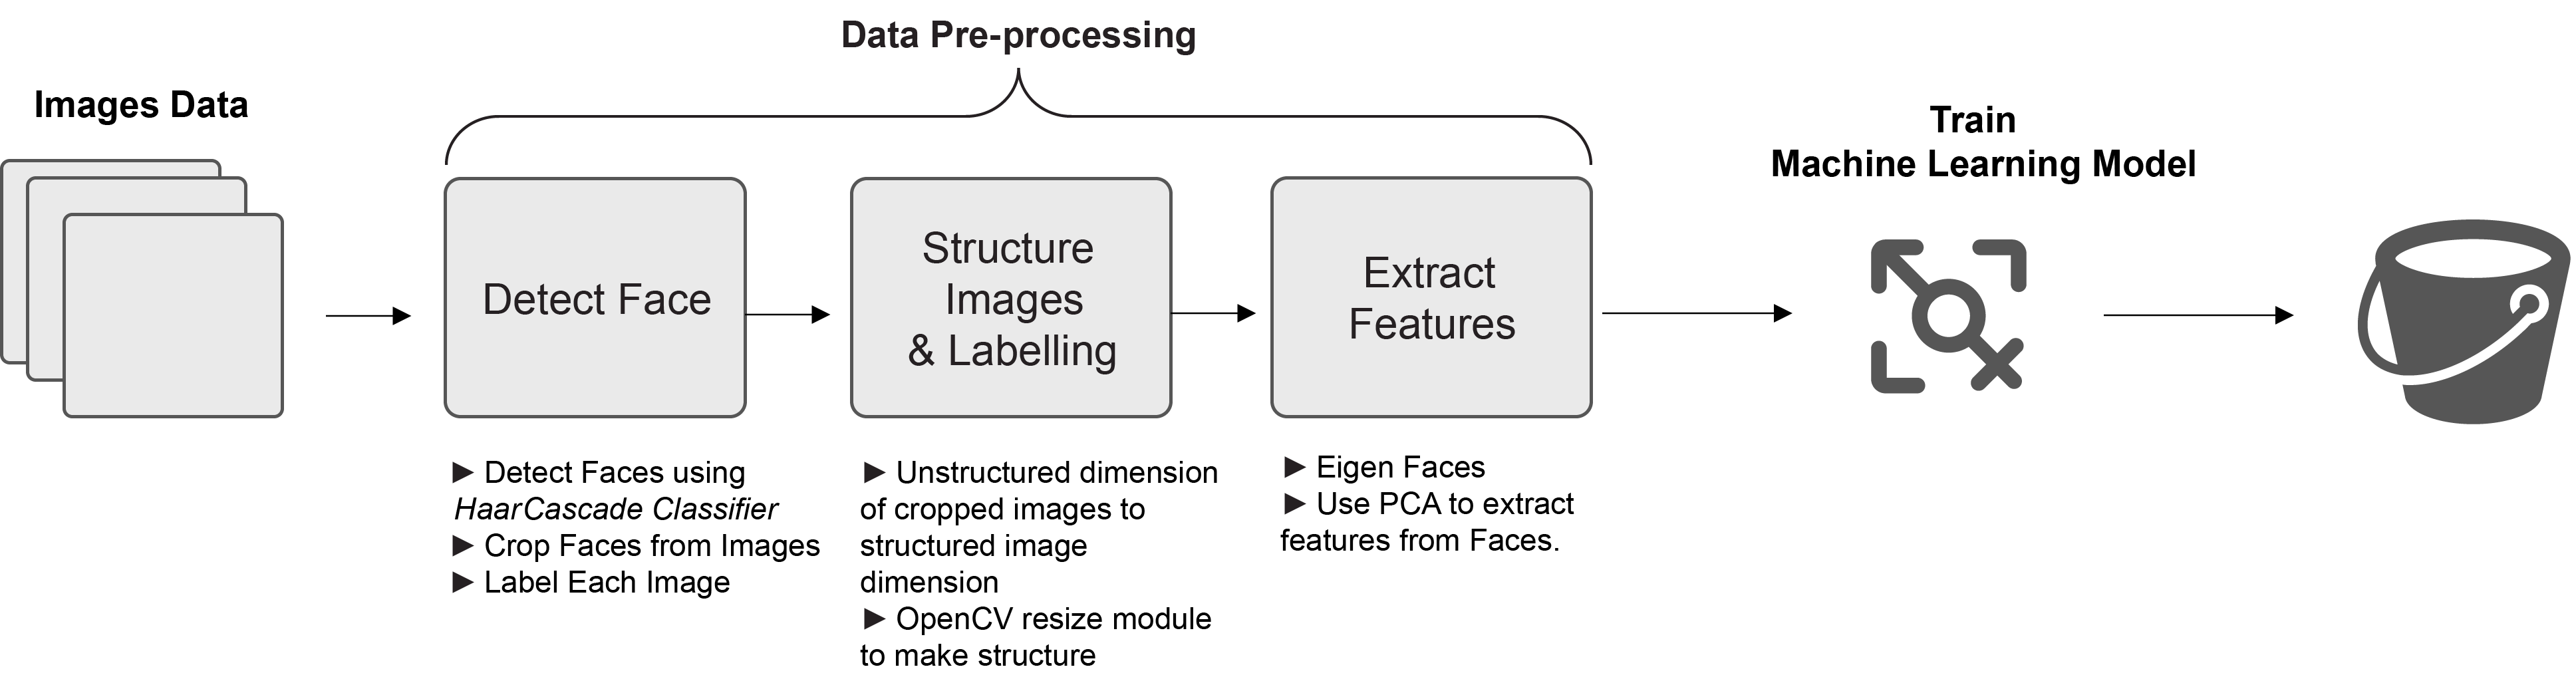 Data Pre-processing
Images Data
Train
Machine Learning Model
Detect Face
Structure
Images
& Labelling
Extract
Features
► Detect Faces using
HaarCascade Classifier
► Crop Faces from Images
► Label Each Image
► Unstructured dimension
of cropped images to
structured image
dimension
► OpenCV resize module
to make structure
► Eigen Faces
► Use PCA to extract
features from Faces.